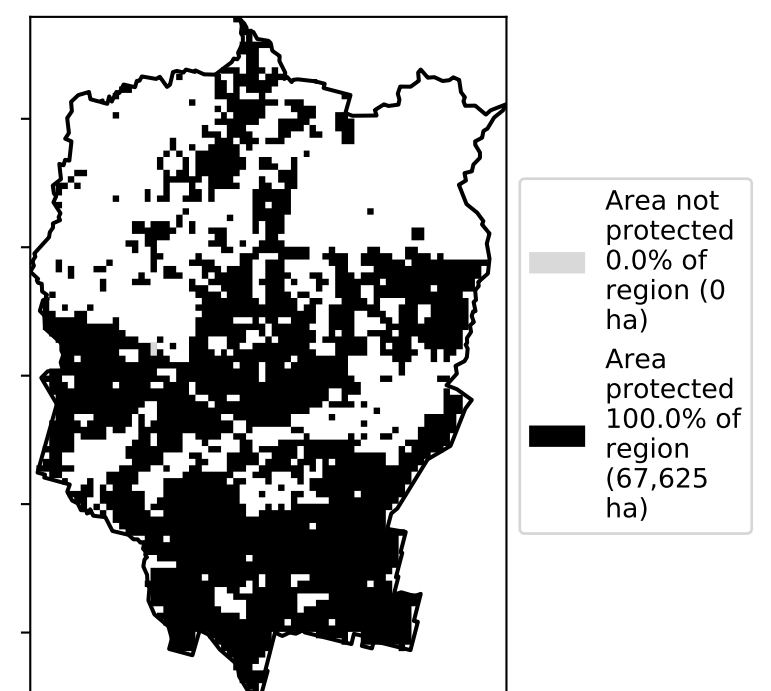 Area not
protected
0.0% of
region (0
ha)
Area
protected
100.0% of
region
(67,625
ha)